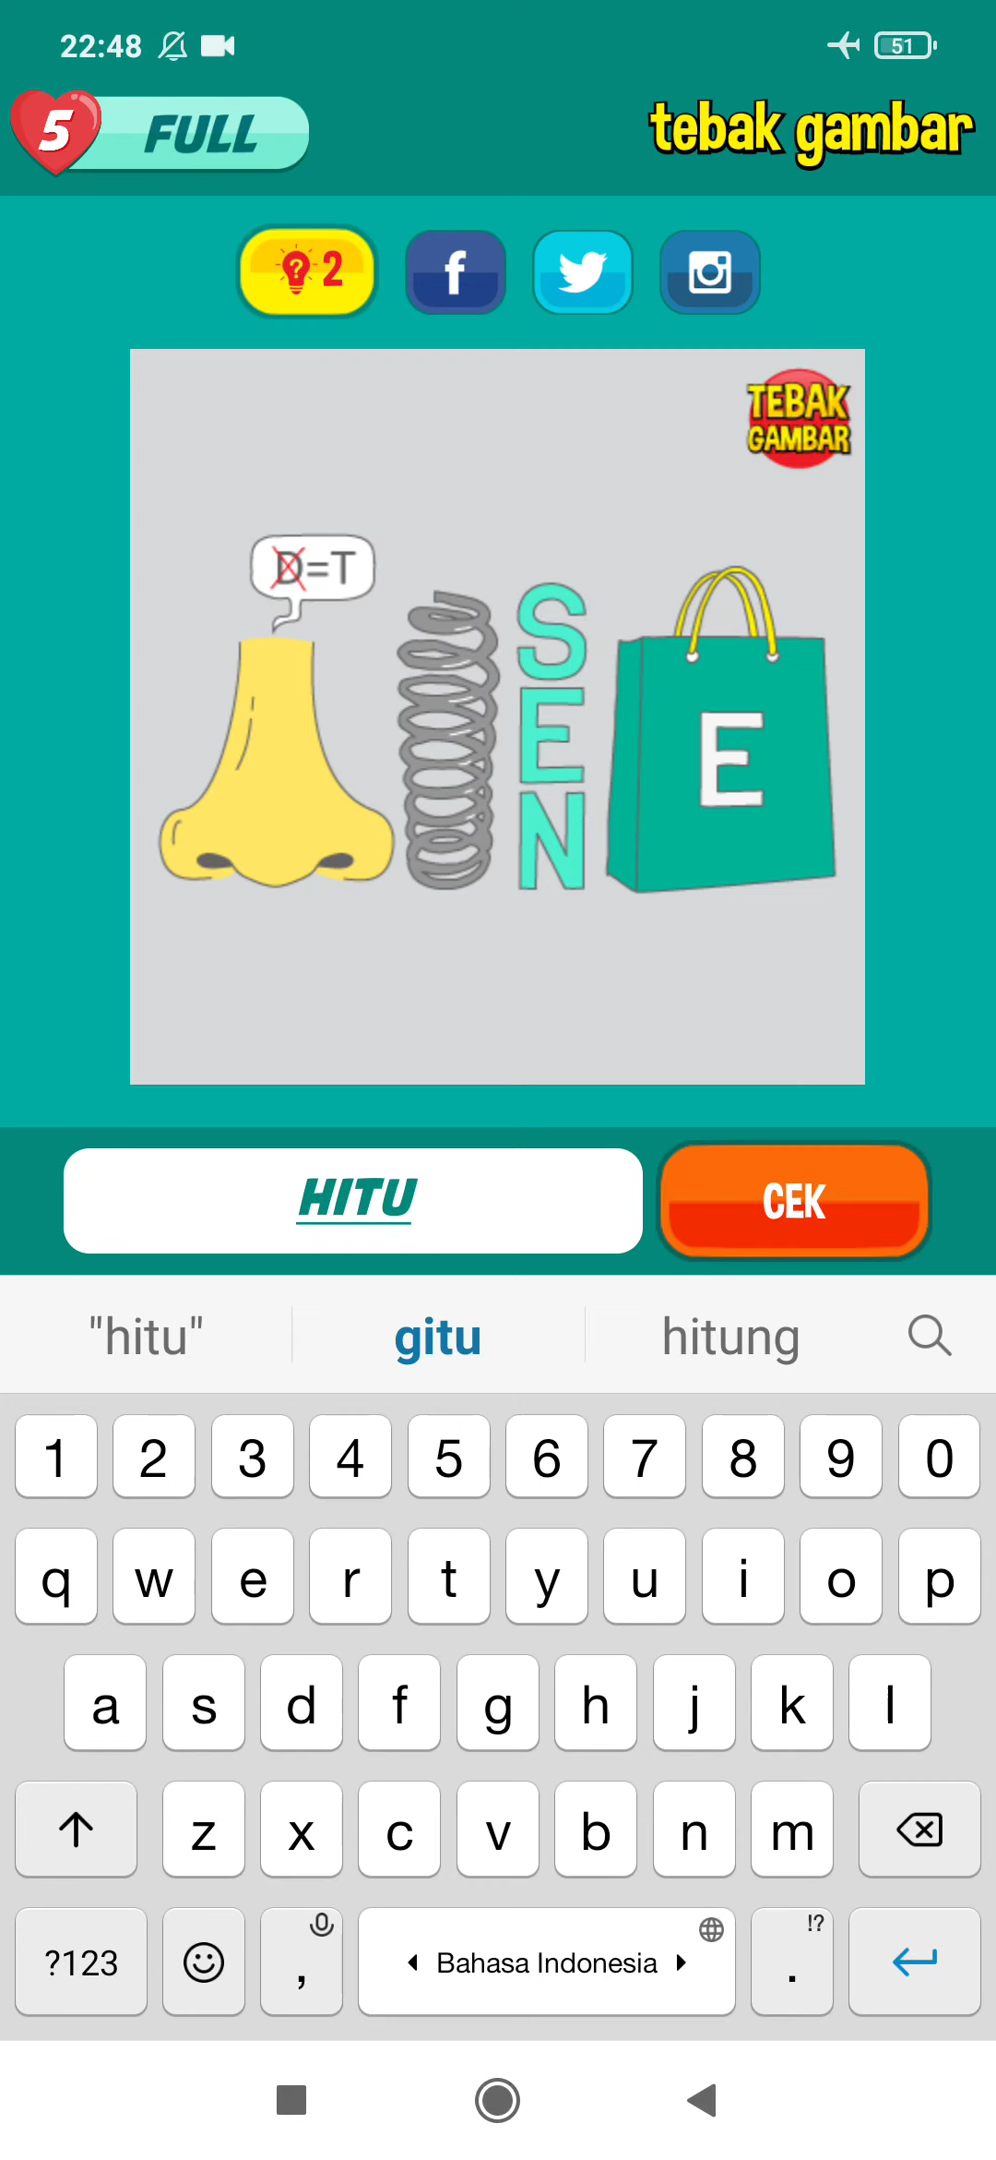 22:48
51
5 FULL
tebak gambar
2
f
TEBAK
GAMBAR
D=T
S
E
N
E
HITU
CEK
"hitu" gitu hitung
1 2 3 4 5 6 7 8 9 0
q w e r t y u i o p
a s d f g h j k l
z x c v b n m
?123 , Bahasa Indonesia . !?